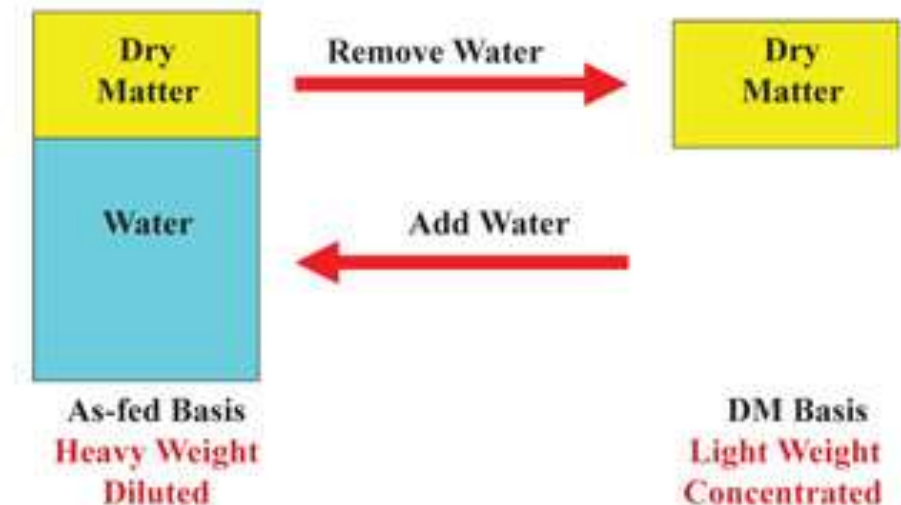 Dry
Matter
Remove Water
Dry
Matter
Water
Add Water
As-fed Basis
Heavy Weight
Diluted
DM Basis
Light Weight
Concentrated